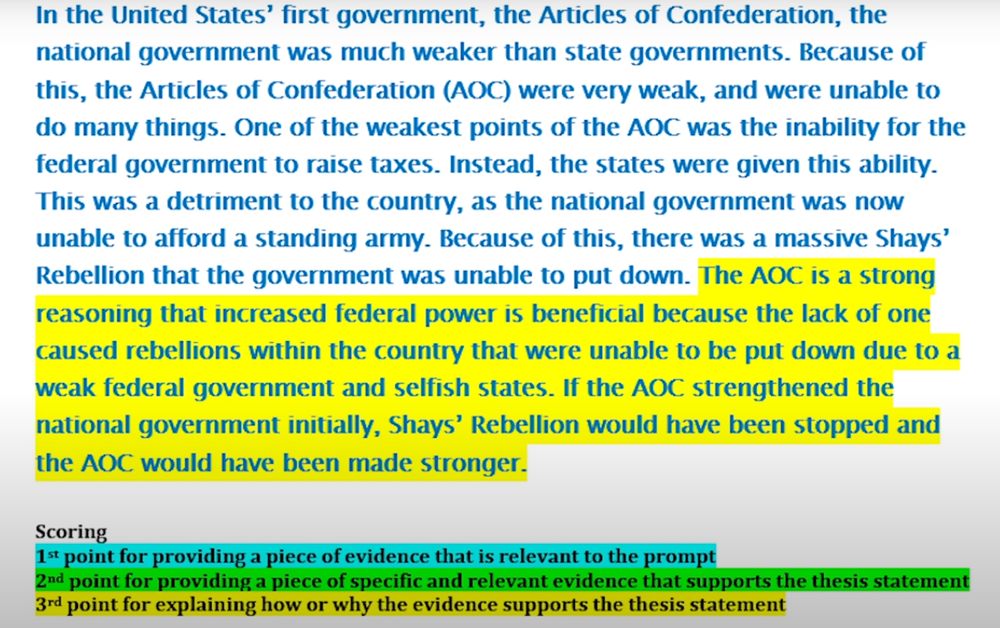 In the United States’ first government, the Articles of Confederation, the
national government was much weaker than state governments. Because of
this, the Articles of Confederation (AOC) were very weak, and were unable to
do many things. One of the weakest points of the AOC was the inability for the
federal government to raise taxes. Instead, the states were given this ability.
This was a detriment to the country, as the national government was now
unable to afford a standing army. Because of this, there was a massive Shays’
Rebellion that the government was unable to put down. The AOC is a strong
reasoning that increased federal power is beneficial because the lack of one
caused rebellions within the country that were unable to be put down due to a
weak federal government and selfish states. If the AOC strengthened the
national government initially, Shays’ Rebellion would have been stopped and
the AOC would have been made stronger.
Scoring
1st point for providing a piece of evidence that is relevant to the prompt
2nd point for providing a piece of specific and relevant evidence that supports the thesis statement
3rd point for explaining how or why the evidence supports the thesis statement